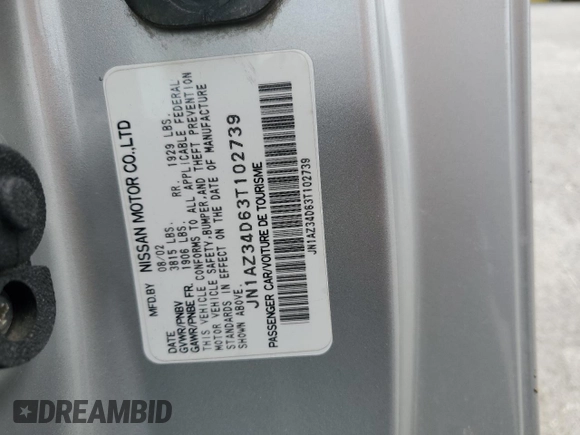 MFD.BY NISSAN MOTOR CO.,LTD
DATE 08/02
GVWR/PNBV 3815 LBS.
GAWR/PNBE FR. 1906 LBS. RR. 1929 LBS.
THIS VEHICLE CONFORMS TO ALL APPLICABLE FEDERAL
MOTOR VEHICLE SAFETY,BUMPER,AND THEFT PREVENTION
STANDARDS IN EFFECT ON THE DATE OF MANUFACTURE
SHOWN ABOVE.
JN1AZ34D63T102739
PASSENGER CAR/VOITURE DE TOURISME
JN1AZ34D63T102739
DREAMBID